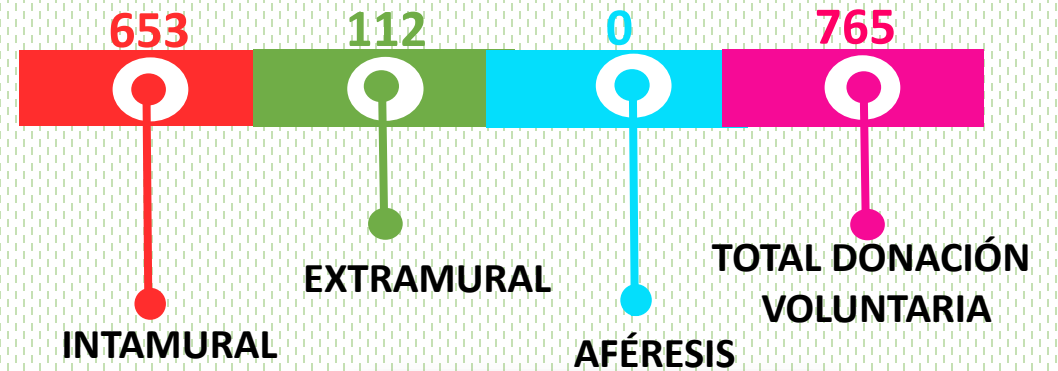 653
112
0
765
INTAMURAL
EXTRAMURAL
AFÉRESIS
TOTAL DONACIÓN
VOLUNTARIA